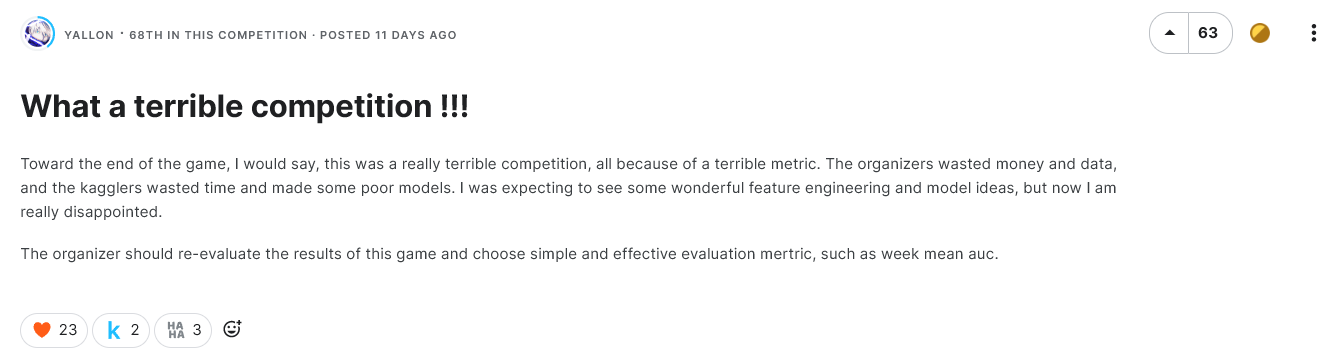 YALLON · 68TH IN THIS COMPETITION · POSTED 11 DAYS AGO
63
What a terrible competition !!!
Toward the end of the game, I would say, this was a really terrible competition, all because of a terrible metric. The organizers wasted money and data,
and the kagglers wasted time and made some poor models. I was expecting to see some wonderful feature engineering and model ideas, but now I am
really disappointed.
The organizer should re-evaluate the results of this game and choose simple and effective evaluation mertric, such as week mean auc.
23 k 2 HA HA 3